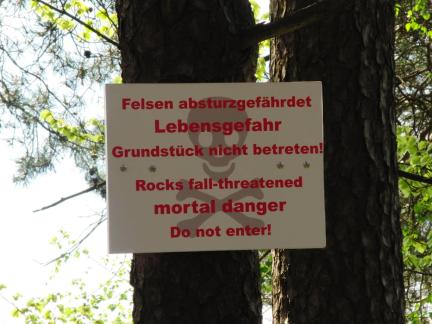 Felsen absturzgefährdet
Lebensgefahr
Grundstück nicht betreten!
Rocks fall-threatened
mortal danger
Do not enter!